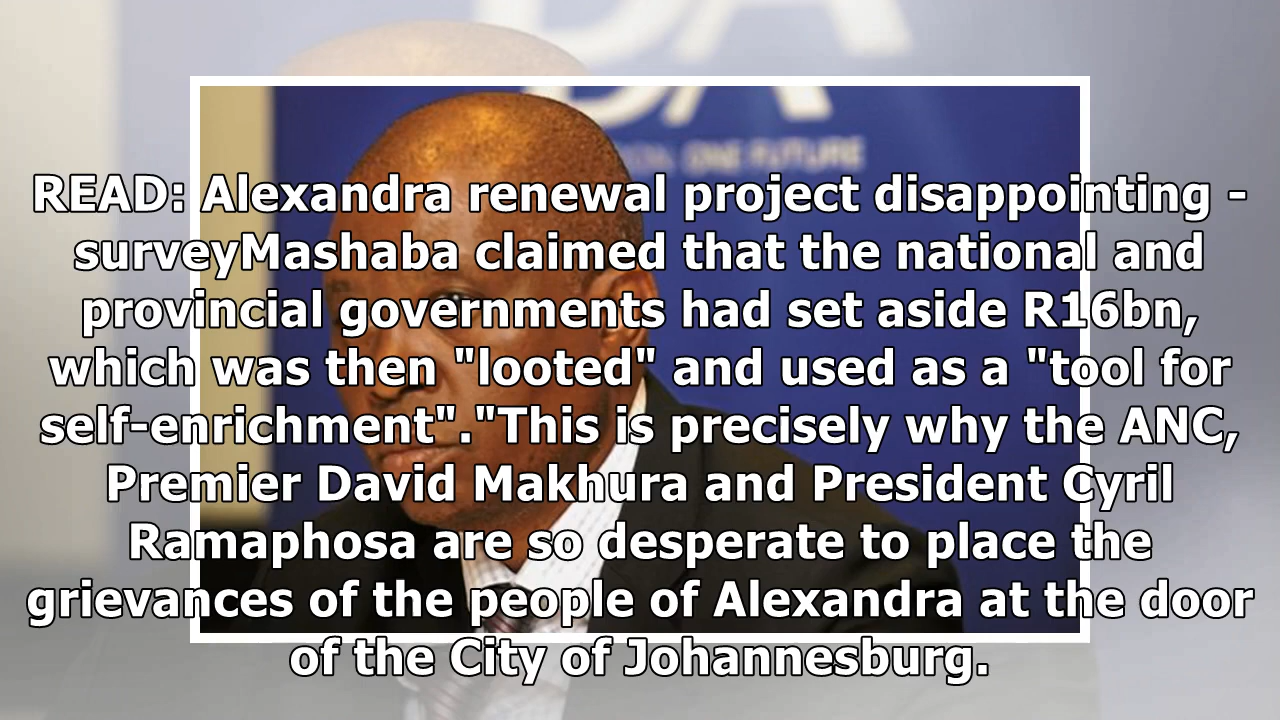 DA
ONE FUTURE
READ: Alexandra renewal project disappointing -
surveyMashaba claimed that the national and
provincial governments had set aside R16bn,
which was then "looted" and used as a "tool for
self-enrichment"."This is precisely why the ANC,
Premier David Makhura and President Cyril
Ramaphosa are so desperate to place the
grievances of the people of Alexandra at the door
of the City of Johannesburg.